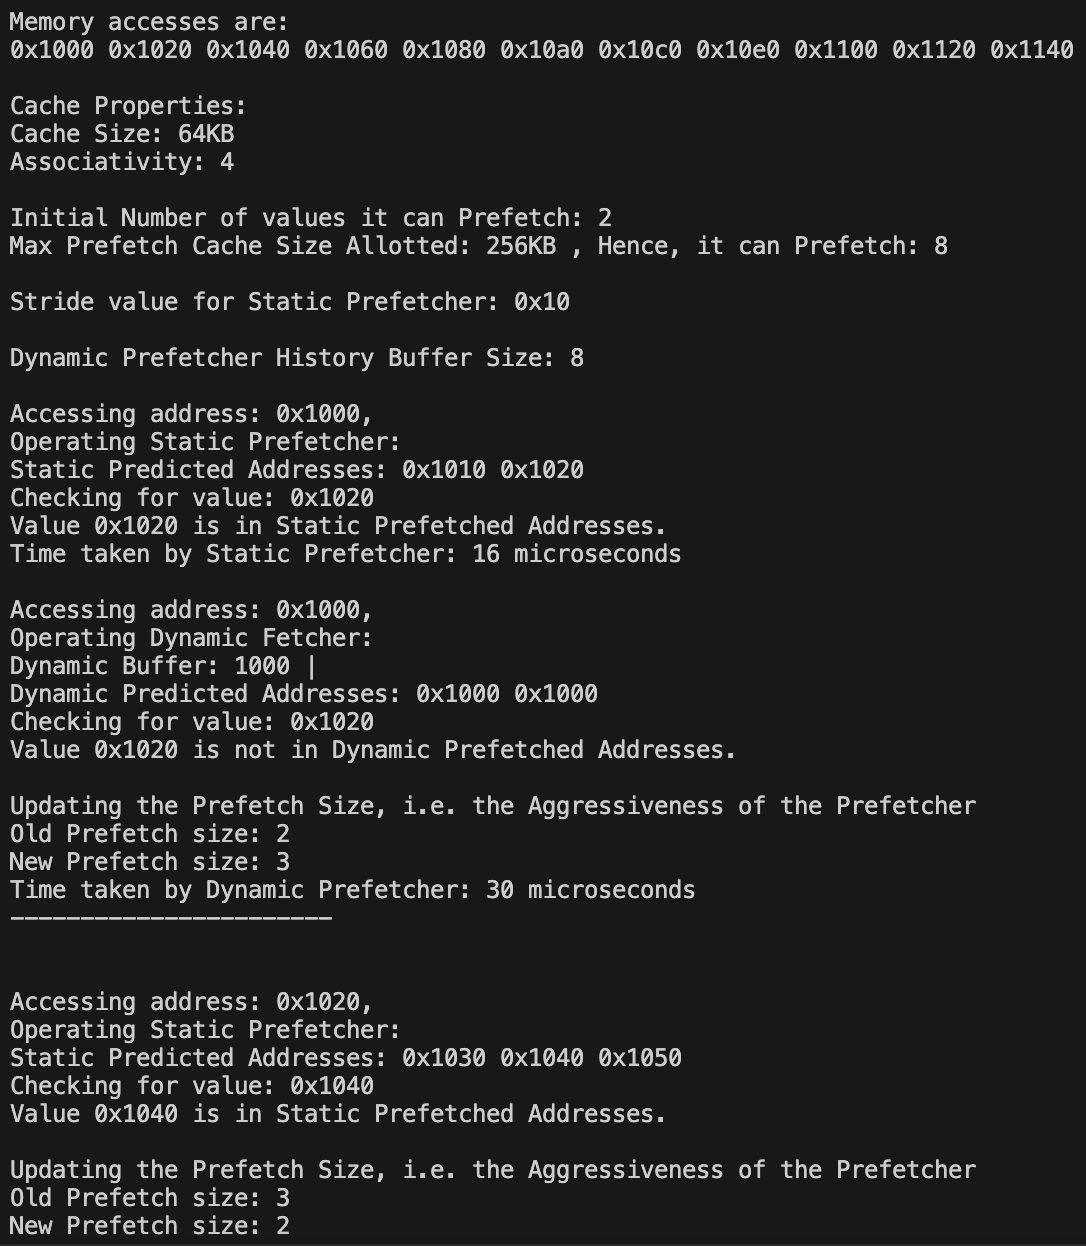 Memory accesses are:
0x1000 0x1020 0x1040 0x1060 0x1080 0x10a0 0x10c0 0x10e0 0x1100 0x1120 0x1140
Cache Properties:
Cache Size: 64KB
Associativity: 4
Initial Number of values it can Prefetch: 2
Max Prefetch Cache Size Allotted: 256KB , Hence, it can Prefetch: 8
Stride value for Static Prefetcher: 0x10
Dynamic Prefetcher History Buffer Size: 8
Accessing address: 0x1000,
Operating Static Prefetcher:
Static Predicted Addresses: 0x1010 0x1020
Checking for value: 0x1020
Value 0x1020 is in Static Prefetched Addresses.
Time taken by Static Prefetcher: 16 microseconds
Accessing address: 0x1000,
Operating Dynamic Fetcher:
Dynamic Buffer: 1000 |
Dynamic Predicted Addresses: 0x1000 0x1000
Checking for value: 0x1020
Value 0x1020 is not in Dynamic Prefetched Addresses.
Updating the Prefetch Size, i.e. the Aggressiveness of the Prefetcher
Old Prefetch size: 2
New Prefetch size: 3
Time taken by Dynamic Prefetcher: 30 microseconds
-----------------------
Accessing address: 0x1020,
Operating Static Prefetcher:
Static Predicted Addresses: 0x1030 0x1040 0x1050
Checking for value: 0x1040
Value 0x1040 is in Static Prefetched Addresses.
Updating the Prefetch Size, i.e. the Aggressiveness of the Prefetcher
Old Prefetch size: 3
New Prefetch size: 2